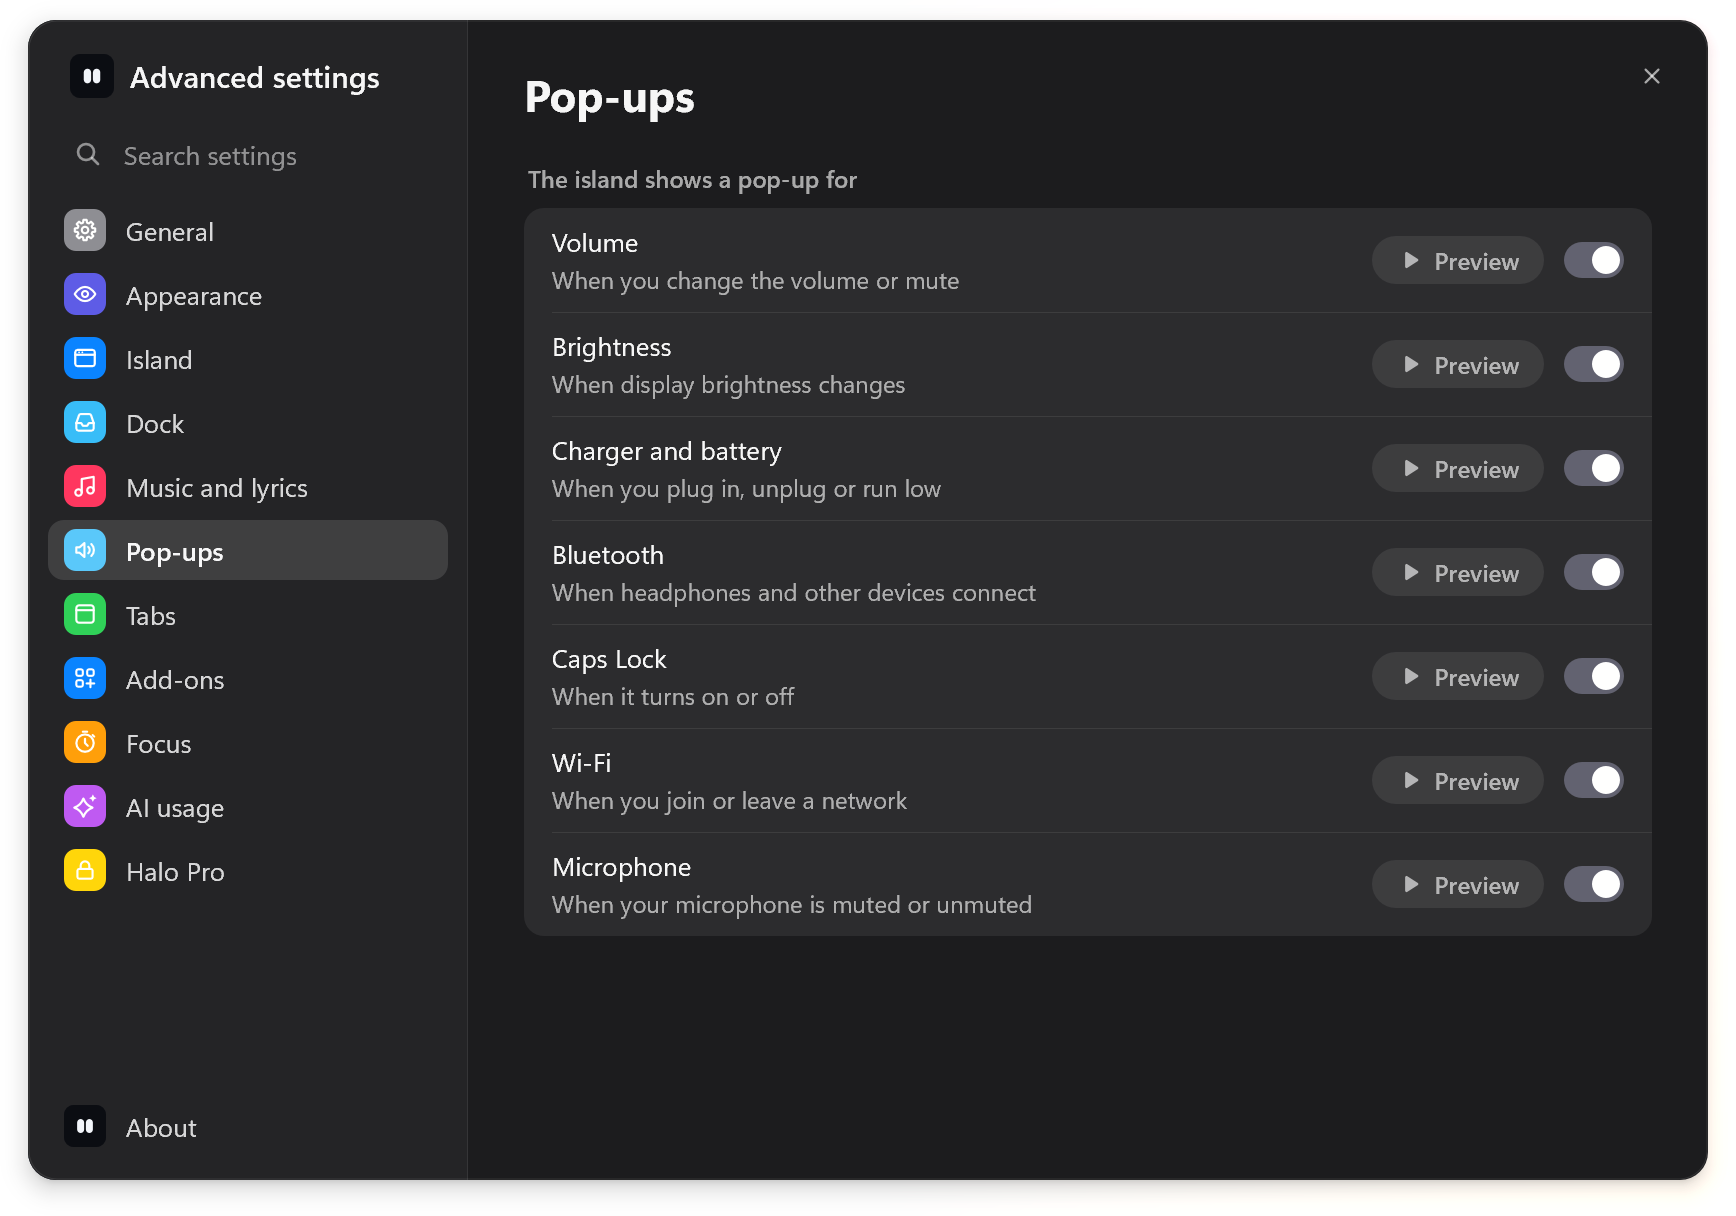 Advanced settings
Search settings
General
Appearance
Island
Dock
Music and lyrics
Pop-ups
Tabs
Add-ons
Focus
AI usage
Halo Pro
About
Pop-ups
The island shows a pop-up for
Volume
When you change the volume or mute
Preview
Brightness
When display brightness changes
Preview
Charger and battery
When you plug in, unplug or run low
Preview
Bluetooth
When headphones and other devices connect
Preview
Caps Lock
When it turns on or off
Preview
Wi-Fi
When you join or leave a network
Preview
Microphone
When your microphone is muted or unmuted
Preview